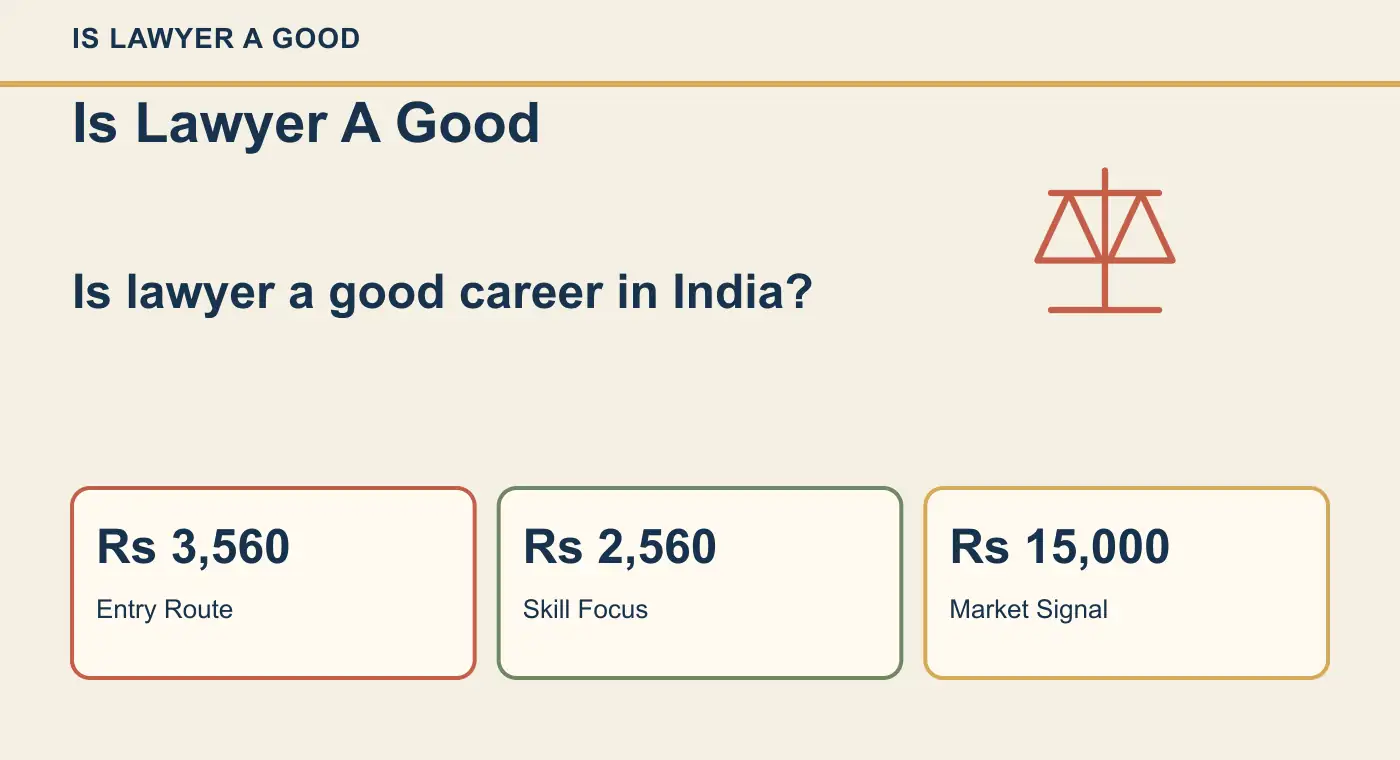 IS LAWYER A GOOD
Is Lawyer A Good
Is lawyer a good career in India?
Rs 3,560
Entry Route
Rs 2,560
Skill Focus
Rs 15,000
Market Signal